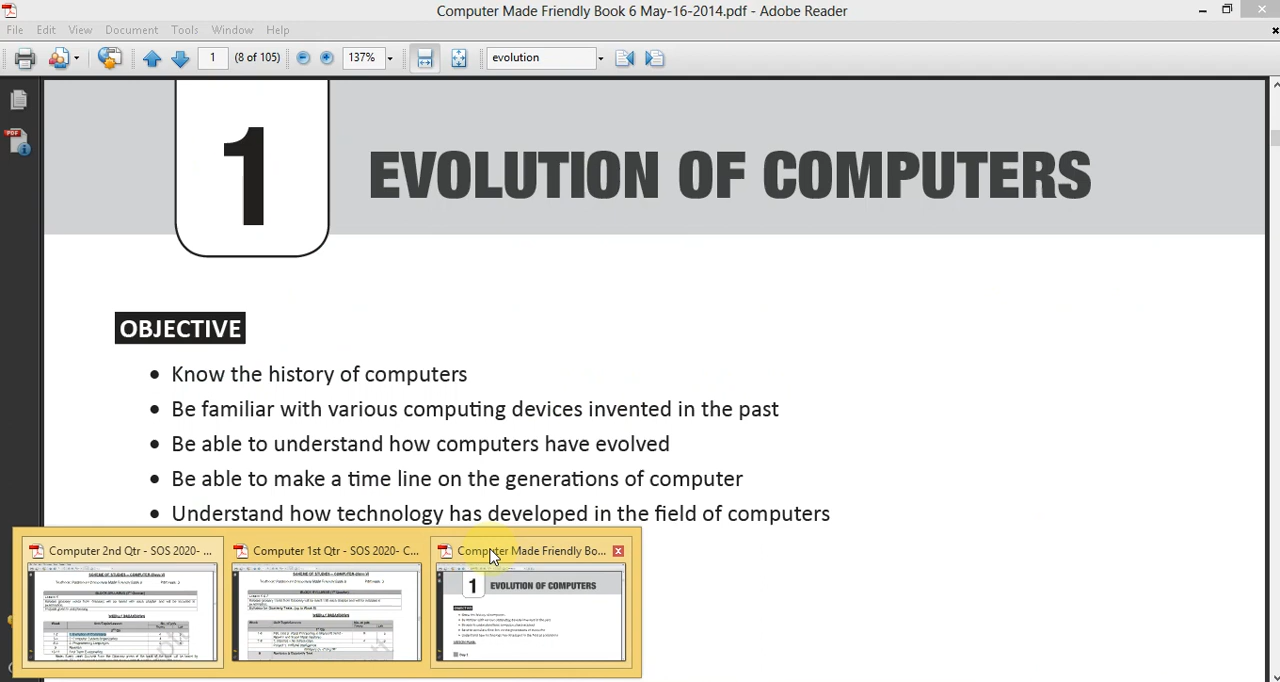 Computer Made Friendly Book 6 May-16-2014.pdf - Adobe Reader
File Edit View Document Tools Window Help
1 (8 of 105) 137% evolution
1 EVOLUTION OF COMPUTERS
OBJECTIVE
• Know the history of computers
• Be familiar with various computing devices invented in the past
• Be able to understand how computers have evolved
• Be able to make a time line on the generations of computer
• Understand how technology has developed in the field of computers
Computer 2nd Qtr - SOS 2020- ... Computer 1st Qtr - SOS 2020- C... Computer Made Friendly Bo...
1 EVOLUTION OF COMPUTERS